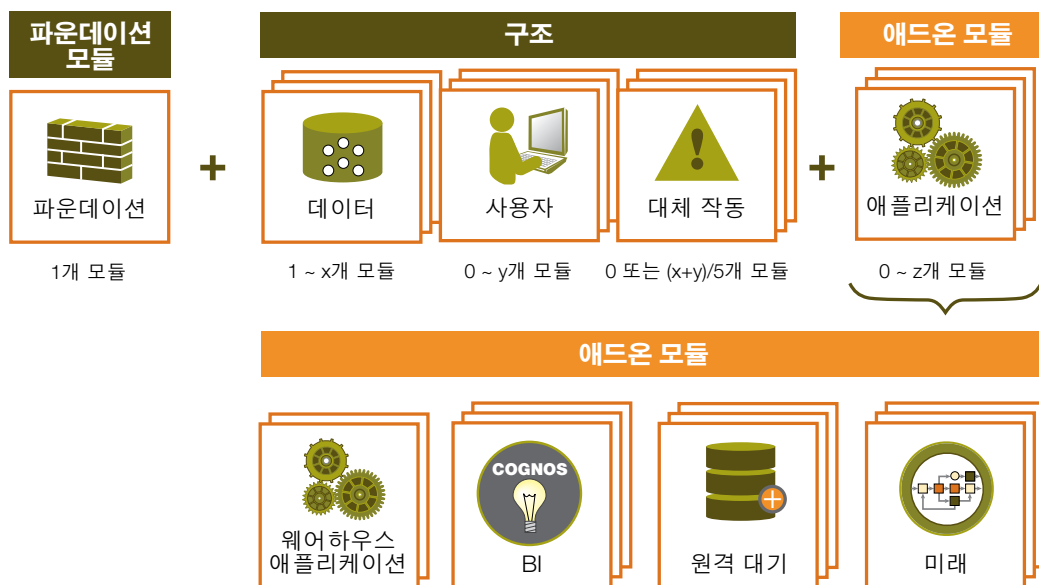 파운데이션
모듈
구조
애드온 모듈
파운데이션
데이터
사용자
대체 작동
애플리케이션
1개 모듈
1 ~ x개 모듈
0 ~ y개 모듈
0 또는 (x+y)/5개 모듈
0 ~ z개 모듈
애드온 모듈
웨어하우스
애플리케이션
COGNOS
BI
원격 대기
미래